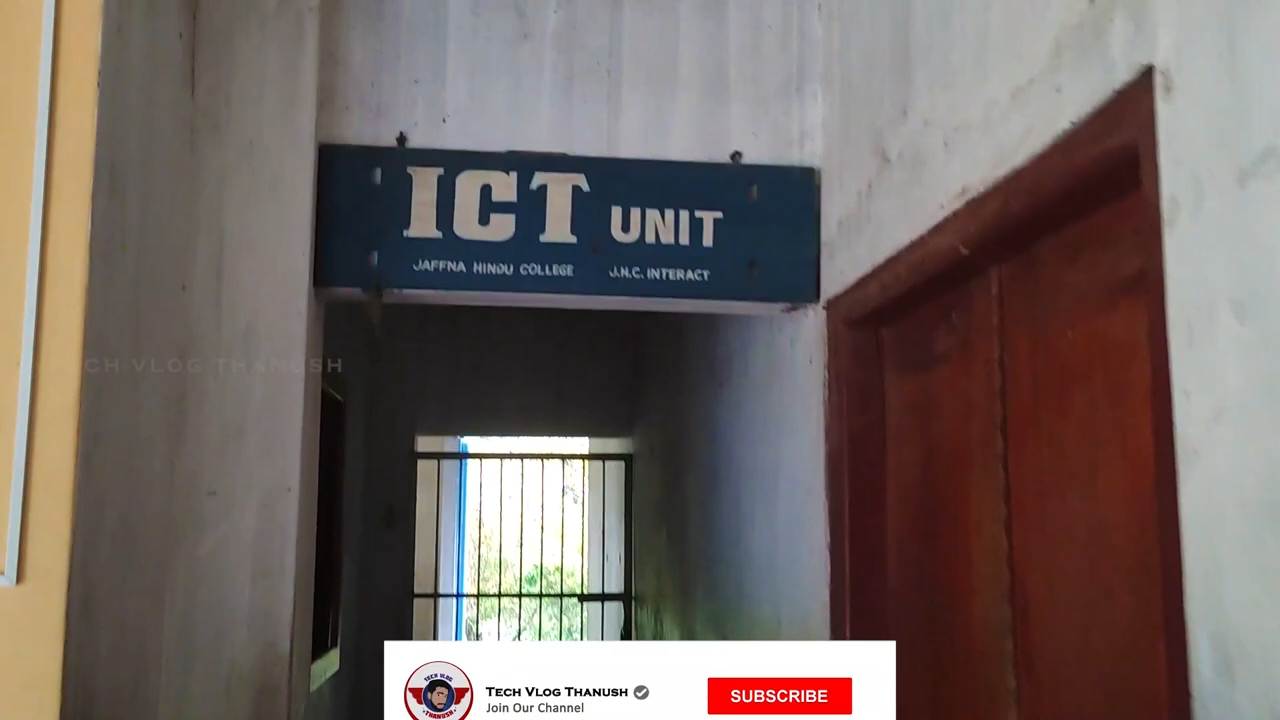 ICT UNIT
JAFFNA HINDU COLLEGE J.H.C. INTERACT
CH VLOG THANUSH
TECH VLOG
THANUSH
TECH VLOG THANUSH
Join Our Channel
SUBSCRIBE